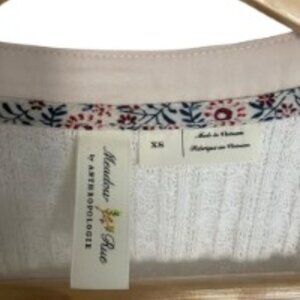 Meadow Rue
by ANTHROPOLOGIE
XS
Made in Vietnam
Fabriqué au Vietnam